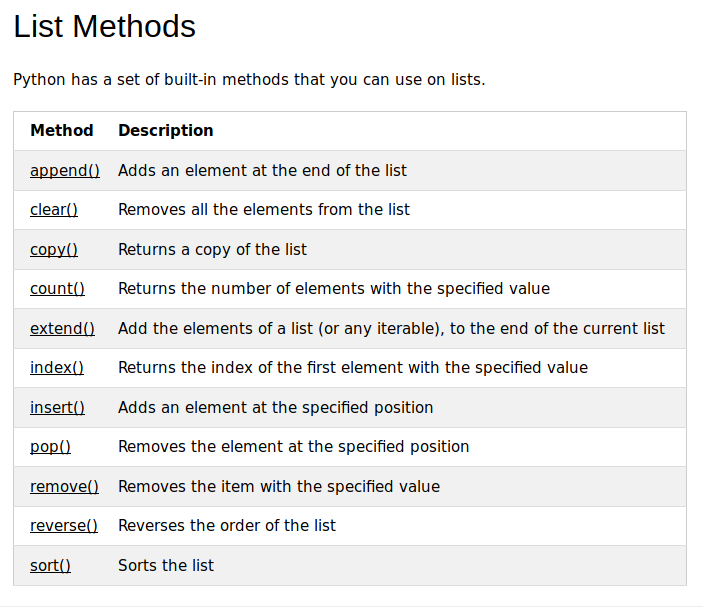 List Methods
Python has a set of built-in methods that you can use on lists.
Method Description
append() Adds an element at the end of the list
clear() Removes all the elements from the list
copy() Returns a copy of the list
count() Returns the number of elements with the specified value
extend() Add the elements of a list (or any iterable), to the end of the current list
index() Returns the index of the first element with the specified value
insert() Adds an element at the specified position
pop() Removes the element at the specified position
remove() Removes the item with the specified value
reverse() Reverses the order of the list
sort() Sorts the list